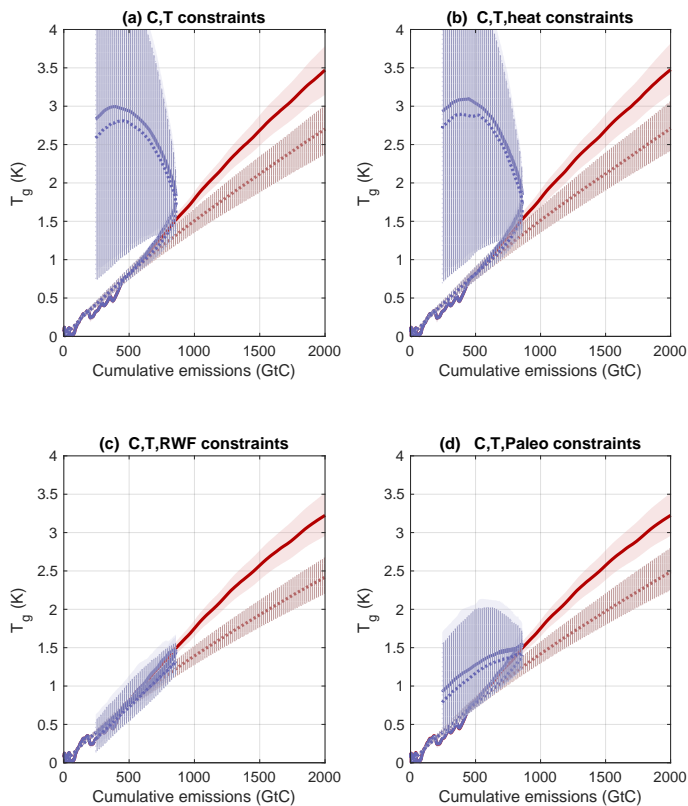 (a) C,T constraints
4
3.5
3
2.5
2
1.5
1
0.5
0
T_g (K)
0 500 1000 1500 2000
Cumulative emissions (GtC)
(b) C,T,heat constraints
4
3.5
3
2.5
2
1.5
1
0.5
0
T_g (K)
0 500 1000 1500 2000
Cumulative emissions (GtC)
(c) C,T,RWF constraints
4
3.5
3
2.5
2
1.5
1
0.5
0
T_g (K)
0 500 1000 1500 2000
Cumulative emissions (GtC)
(d) C,T,Paleo constraints
4
3.5
3
2.5
2
1.5
1
0.5
0
T_g (K)
0 500 1000 1500 2000
Cumulative emissions (GtC)